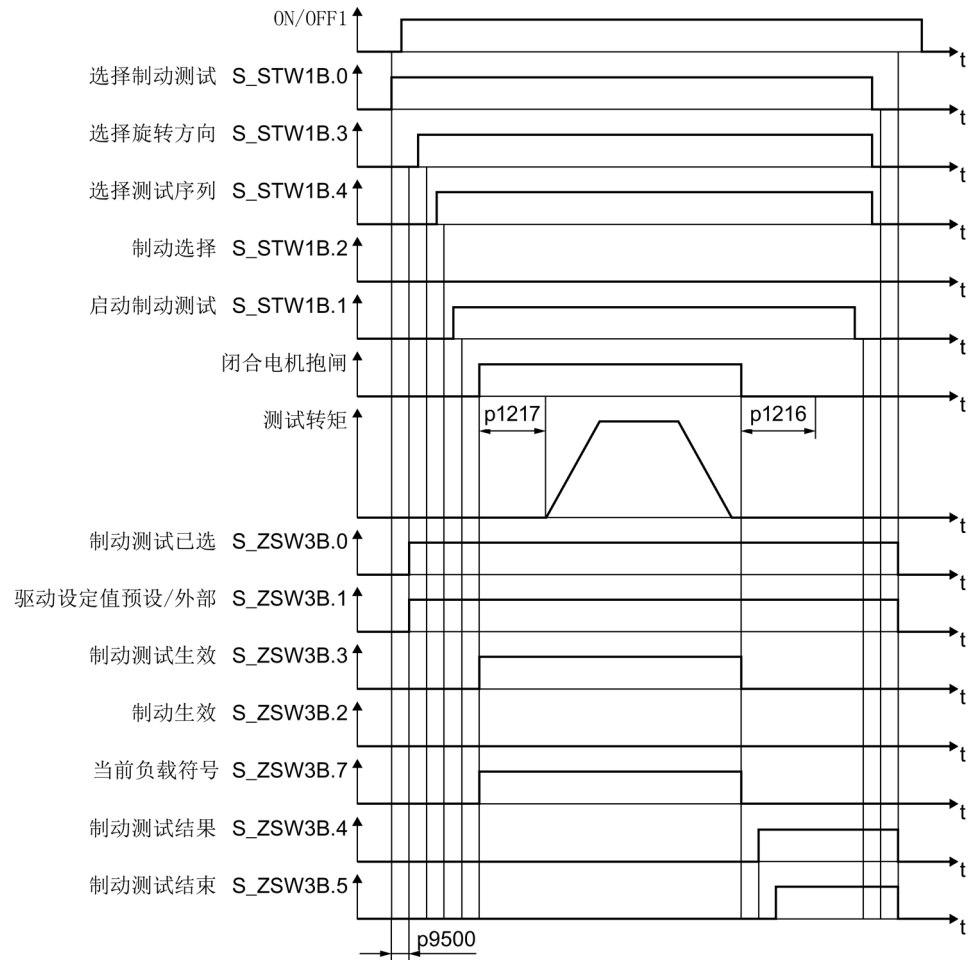 ON/OFF1
t
选择制动测试 S_STW1B.0
t
选择旋转方向 S_STW1B.3
t
选择测试序列 S_STW1B.4
t
制动选择 S_STW1B.2
t
启动制动测试 S_STW1B.1
t
闭合电机抱闸
t
测试转矩 p1217 p1216
t
制动测试已选 S_ZSW3B.0
t
驱动设定值预设/外部 S_ZSW3B.1
t
制动测试生效 S_ZSW3B.3
t
制动生效 S_ZSW3B.2
t
当前负载符号 S_ZSW3B.7
t
制动测试结果 S_ZSW3B.4
t
制动测试结束 S_ZSW3B.5
t
p9500